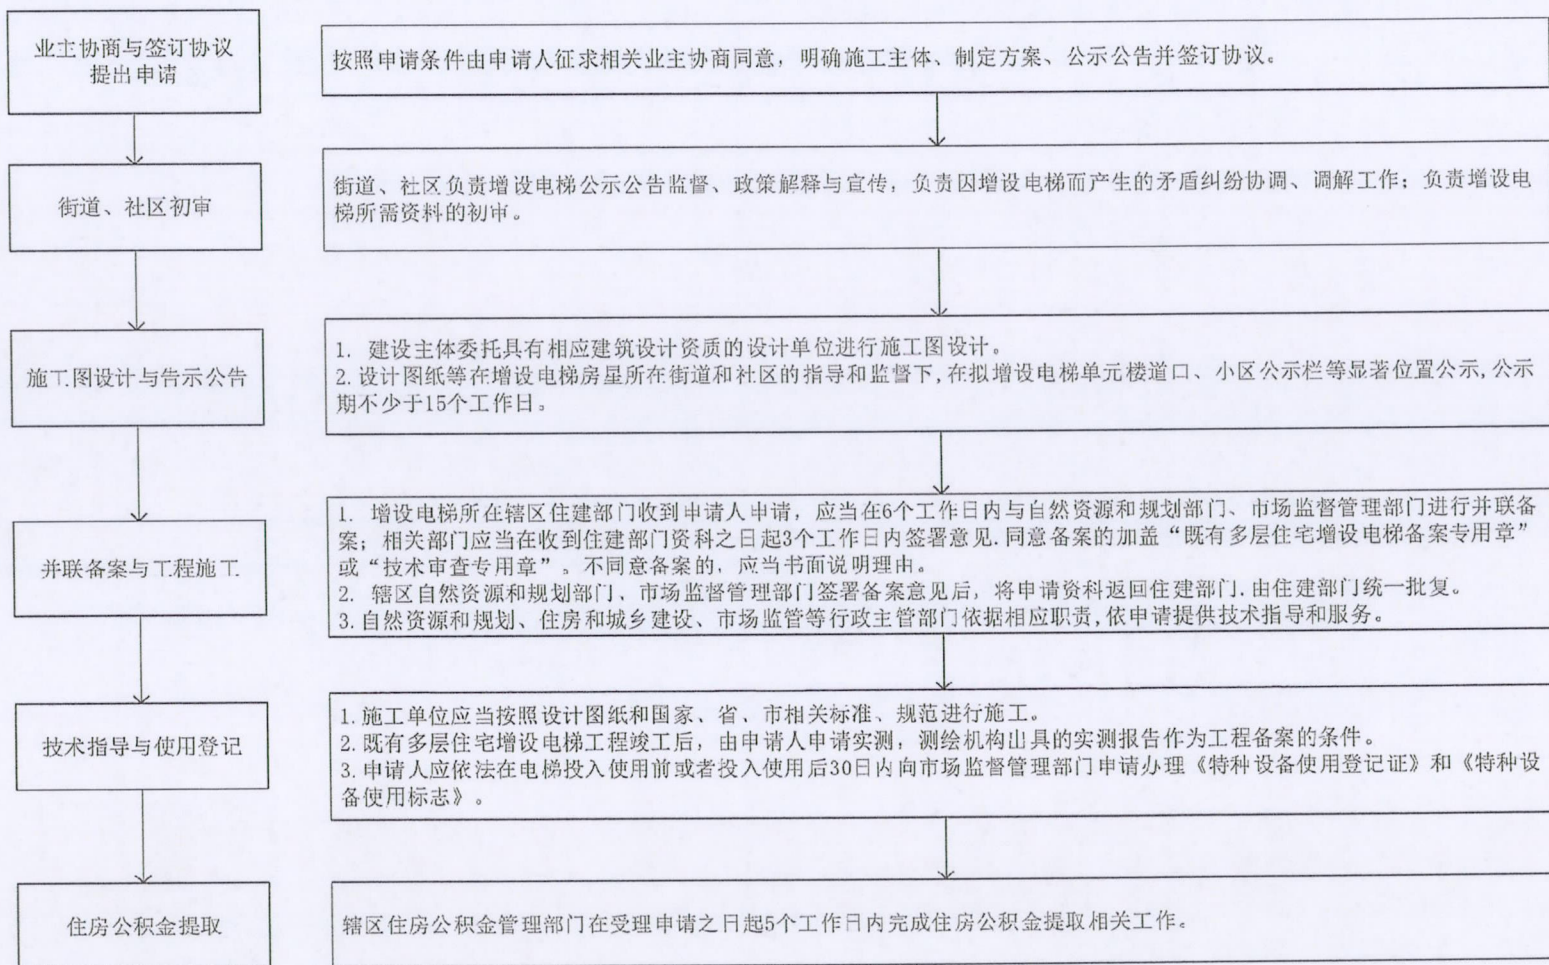 业主协商与签订协议
提出申请
按照申请条件由申请人征求相关业主协商同意，明确施工主体、制定方案、公示公告并签订协议。
街道、社区初审
街道、社区负责增设电梯公示公告监督、政策解释与宣传，负责因增设电梯而产生的矛盾纠纷协调、调解工作；负责增设电
梯所需资料的初审。
施工图设计与告示公告
1. 建设主体委托具有相应建筑设计资质的设计单位进行施工图设计。
2. 设计图纸等在增设电梯房屋所在街道和社区的指导和监督下,在拟增设电梯单元楼道口、小区公示栏等显著位置公示,公示
期不少于15个工作日。
并联备案与工程施工
1. 增设电梯所在辖区住建部门收到申请人申请，应当在6个工作日内与自然资源和规划部门、市场监督管理部门进行并联备
案；相关部门应当在收到住建部门资料之日起3个工作日内签署意见.同意备案的加盖“既有多层住宅增设电梯备案专用章”
或“技术审查专用章”。不同意备案的，应当书面说明理由。
2. 辖区自然资源和规划部门、市场监督管理部门签署备案意见后，将申请资料返回住建部门.由住建部门统一批复。
3. 自然资源和规划、住房和城乡建设、市场监管等行政主管部门依据相应职责,依申请提供技术指导和服务。
技术指导与使用登记
1. 施工单位应当按照设计图纸和国家、省、市相关标准、规范进行施工。
2. 既有多层住宅增设电梯工程竣工后，由申请人申请实测，测绘机构出具的实测报告作为工程备案的条件。
3. 申请人应依法在电梯投入使用前或者投入使用后30日内向市场监督管理部门申请办理《特种设备使用登记证》和《特种设
备使用标志》。
住房公积金提取
辖区住房公积金管理部门在受理申请之日起5个工作日内完成住房公积金提取相关工作。